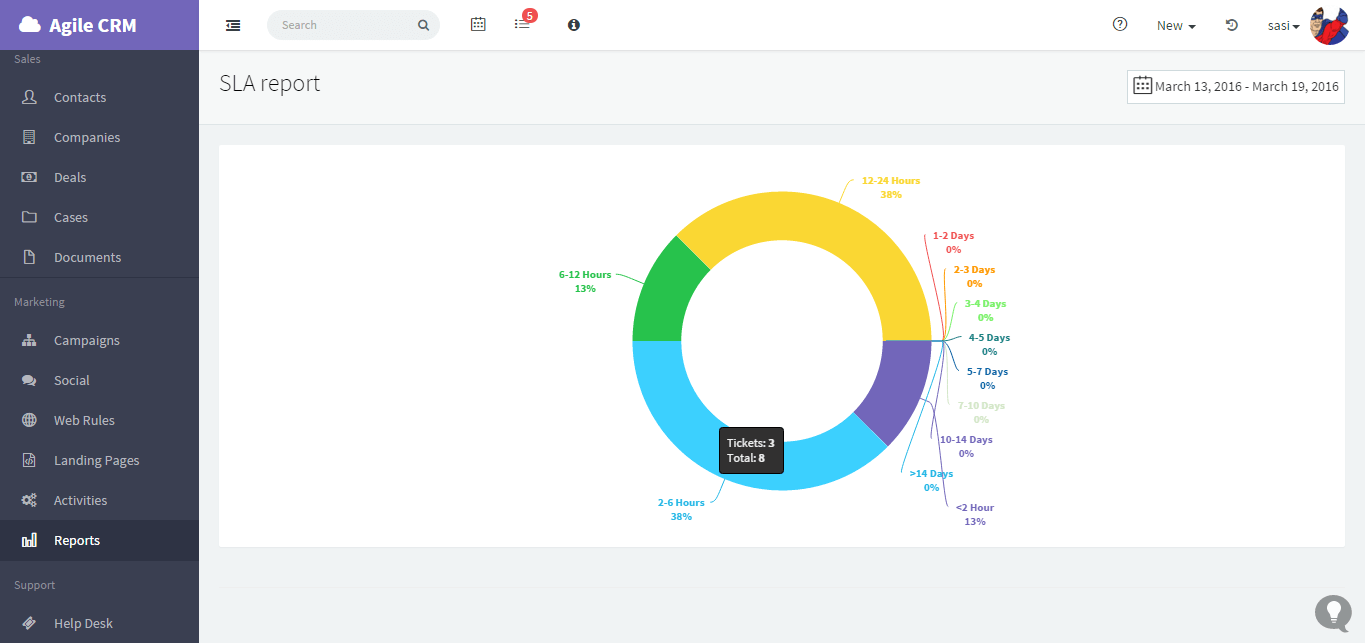 Agile CRM
Search
5
New
sasi
Sales
Contacts
Companies
Deals
Cases
Documents
Marketing
Campaigns
Social
Web Rules
Landing Pages
Activities
Reports
Support
Help Desk
SLA report
March 13, 2016 - March 19, 2016
12-24 Hours
38%
1-2 Days
0%
2-3 Days
0%
3-4 Days
0%
4-5 Days
0%
5-7 Days
0%
7-10 Days
0%
10-14 Days
0%
>14 Days
0%
<2 Hour
13%
6-12 Hours
13%
Tickets: 3
Total: 8
2-6 Hours
38%